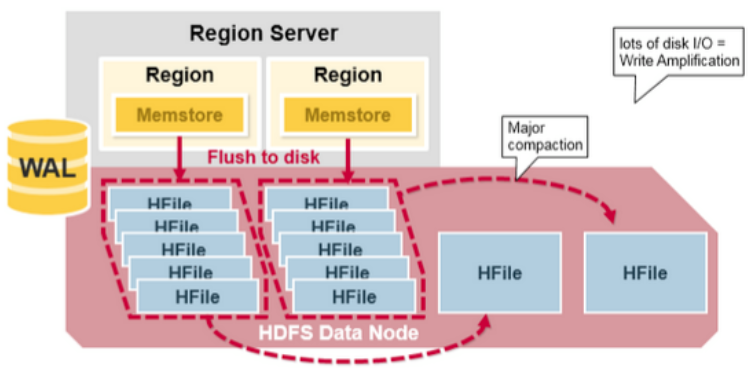 Region Server
lots of disk I/O =
Write Amplification
Region
Region
Memstore
Memstore
Major
compaction
WAL
Flush to disk
HFile
HFile
HFile
HFile
HFile
HFile
HFile
HFile
HFile
HFile
HFile
HFile
HDFS Data Node